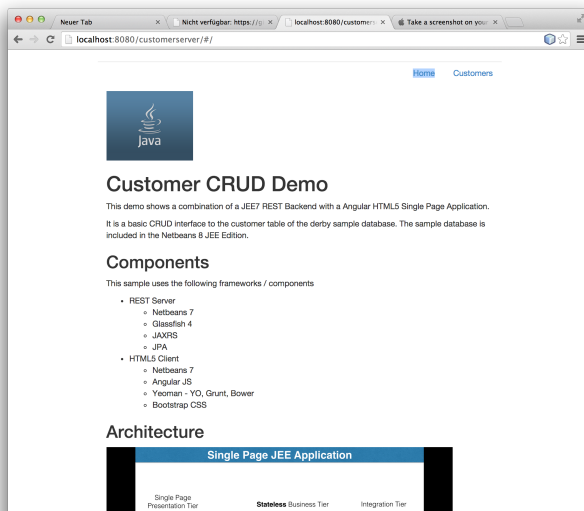 Neuer Tab
Nicht verfügbar: https://g
localhost:8080/customers
Take a screenshot on your
localhost:8080/customerserver/#/
Home Customers
Java
Customer CRUD Demo
This demo shows a combination of a JEE7 REST Backend with a Angular HTML5 Single Page Application.
It is a basic CRUD interface to the customer table of the derby sample database. The sample database is
included in the Netbeans 8 JEE Edition.
Components
This sample uses the following frameworks / components
REST Server
Netbeans 7
Glassfish 4
JAXRS
JPA
HTML5 Client
Netbeans 7
Angular JS
Yeoman - YO, Grunt, Bower
Bootstrap CSS
Architecture
Single Page JEE Application
Single Page
Presentation Tier
Stateless Business Tier
Integration Tier